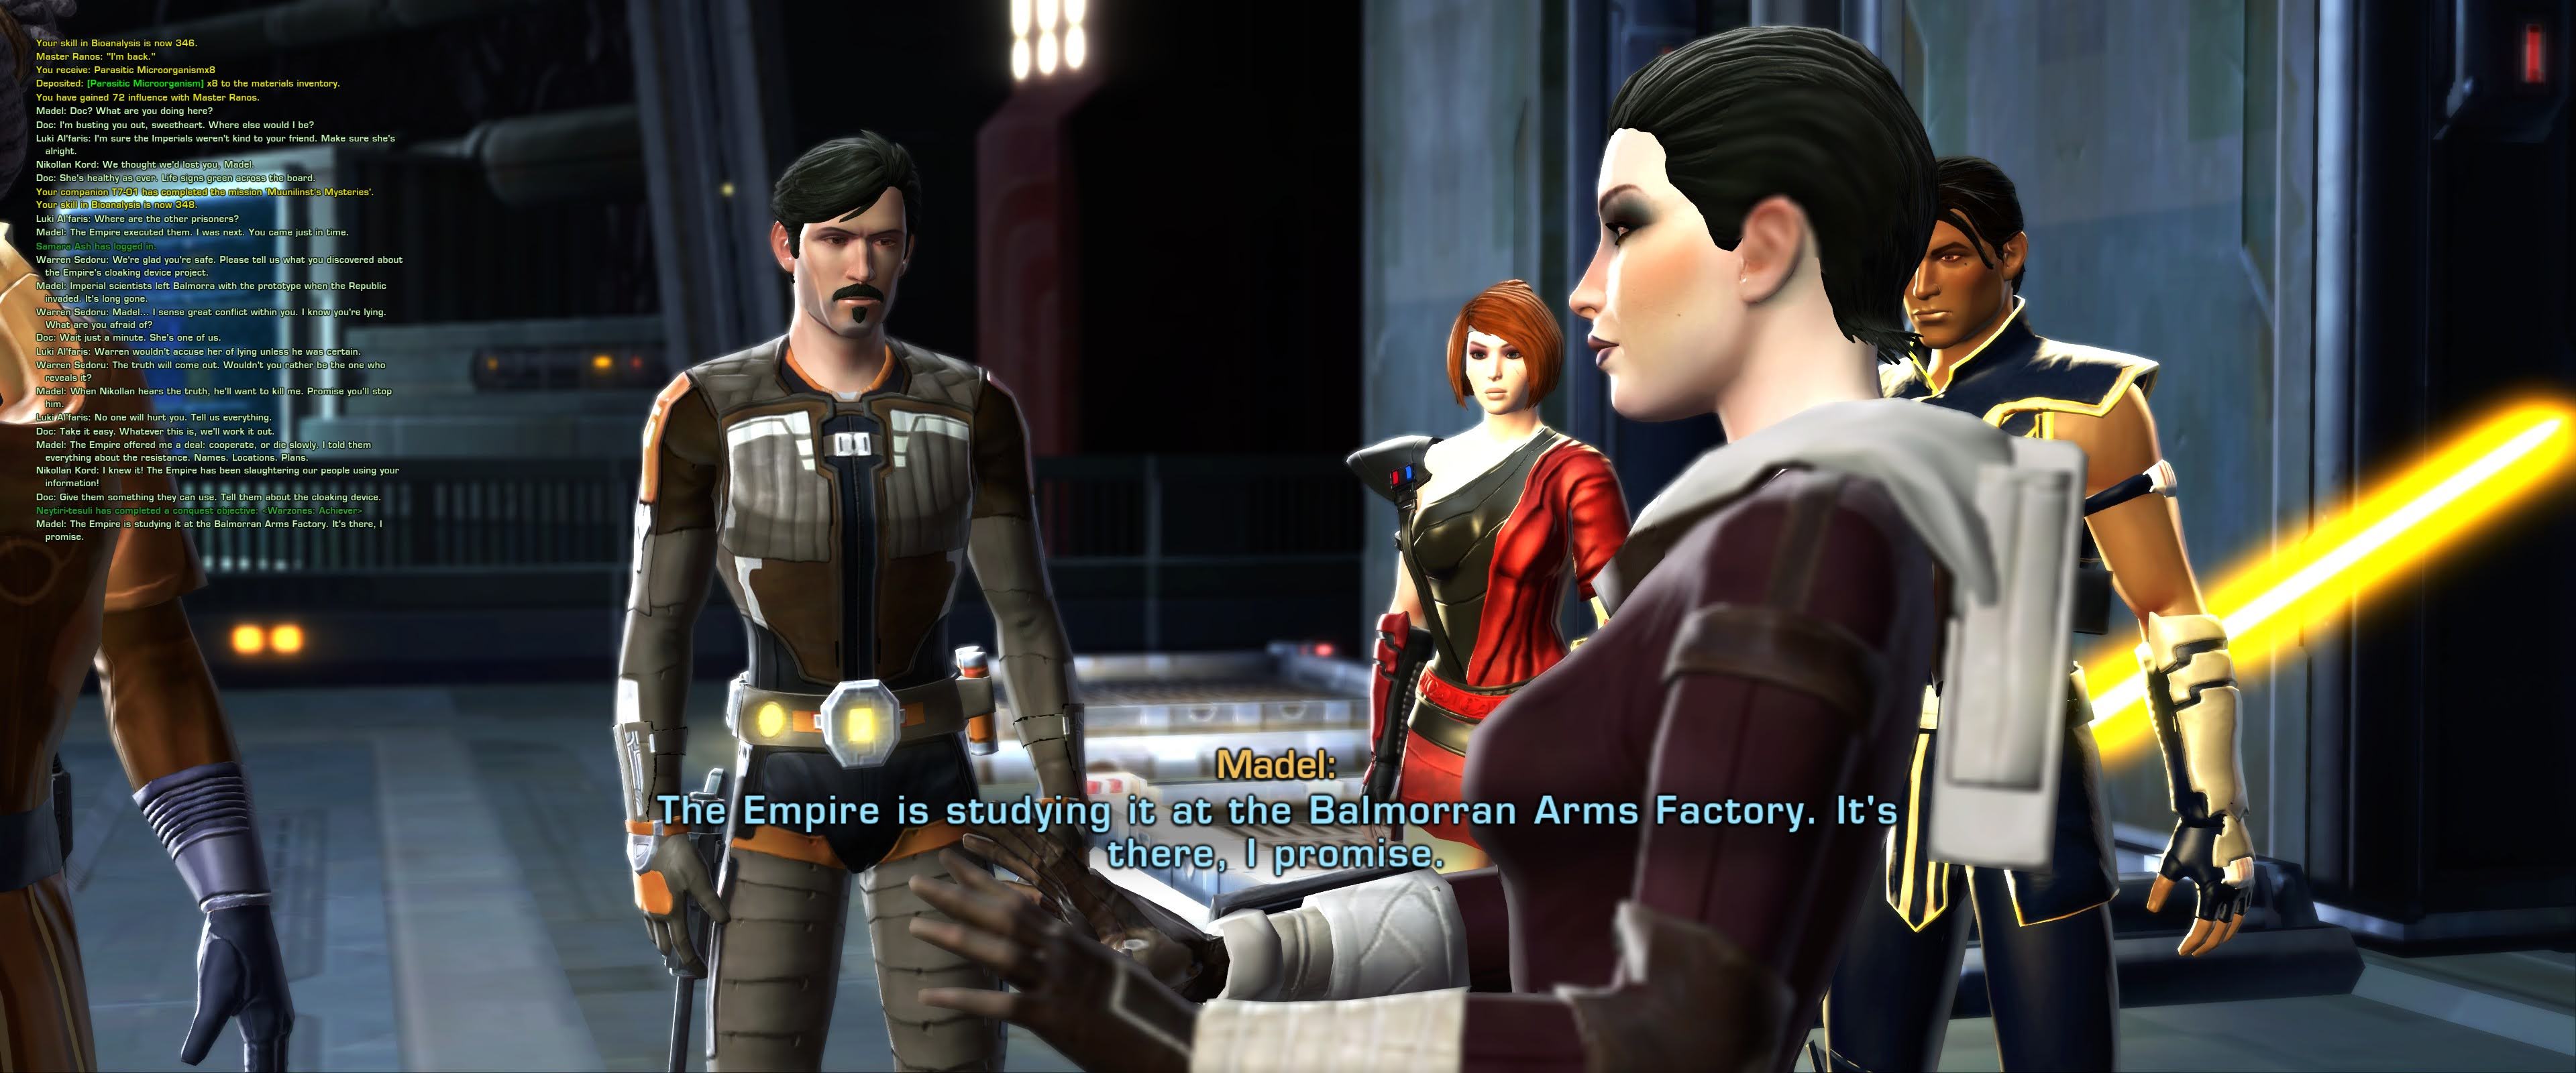 Your skill in Bioanalysis is now 346.
Master Ranos: "I'm back."
You receive: Parasitic Microorganismx8
Deposited: [Parasitic Microorganism] x8 to the materials inventory.
You have gained 72 influence with Master Ranos.
Madel: Doc? What are you doing here?
Doc: I'm busting you out, sweetheart. Where else would I be?
Luki Al'faris: I'm sure the Imperials weren't kind to your friend. Make sure she's
alright.
Nikollan Kord: We thought we'd lost you, Madel.
Doc: She's healthy as ever. Life signs green across the board.
Your companion T7-O1 has completed the mission 'Muunilinst's Mysteries'.
Your skill in Bioanalysis is now 348.
Luki Al'faris: Where are the other prisoners?
Madel: The Empire executed them. I was next. You came just in time.
Samara Ash has logged in.
Warren Sedoru: We're glad you're safe. Please tell us what you discovered about
the Empire's cloaking device project.
Madel: Imperial scientists left Balmorra with the prototype when the Republic
invaded. It's long gone.
Warren Sedoru: Madel... I sense great conflict within you. I know you're lying.
What are you afraid of?
Doc: Wait just a minute. She's one of us.
Luki Al'faris: Warren wouldn't accuse her of lying unless he was certain.
Warren Sedoru: The truth will come out. Wouldn't you rather be the one who
reveals it?
Madel: When Nikollan hears the truth, he'll want to kill me. Promise you'll stop
him.
Luki Al'faris: No one will hurt you. Tell us everything.
Doc: Take it easy. Whatever this is, we'll work it out.
Madel: The Empire offered me a deal: cooperate, or die slowly. I told them
everything about the resistance. Names. Locations. Plans.
Nikollan Kord: I knew it! The Empire has been slaughtering our people using your
information!
Doc: Give them something they can use. Tell them about the cloaking device.
Neytiri-tesuli has completed a conquest objective: <Warzones: Achiever>
Madel: The Empire is studying it at the Balmorran Arms Factory. It's there, I
promise.
Madel:
The Empire is studying it at the Balmorran Arms Factory. It's
there, I promise.